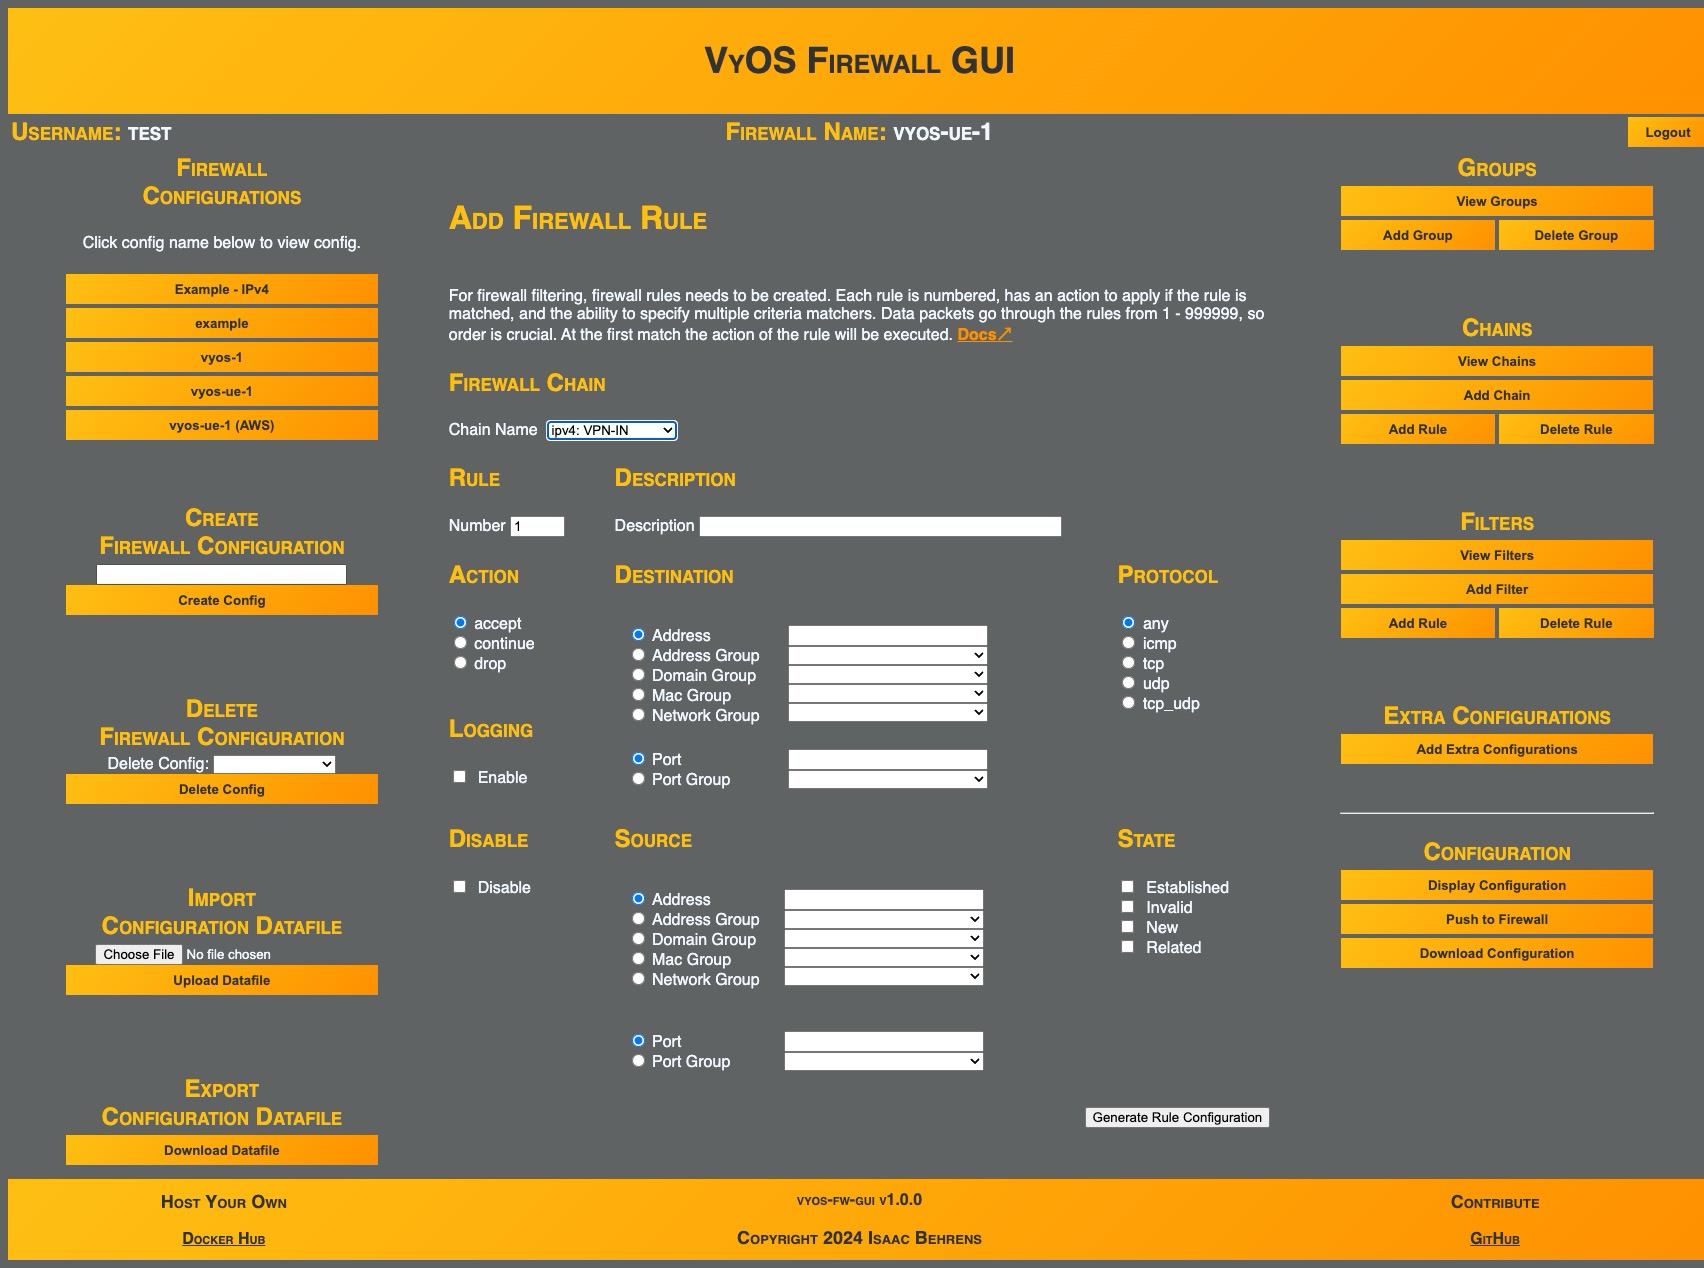 VyOS Firewall GUI
Username: test
Firewall Name: vyos-ue-1
Logout
Firewall
Configurations
Click config name below to view config.
Example - IPv4
example
vyos-1
vyos-ue-1
vyos-ue-1 (AWS)
Create
Firewall Configuration
Create Config
Delete
Firewall Configuration
Delete Config:
Delete Config
Import
Configuration Datafile
Choose File No file chosen
Upload Datafile
Export
Configuration Datafile
Download Datafile
Add Firewall Rule
For firewall filtering, firewall rules needs to be created. Each rule is numbered, has an action to apply if the rule is
matched, and the ability to specify multiple criteria matchers. Data packets go through the rules from 1 - 999999, so
order is crucial. At the first match the action of the rule will be executed. Docs↗
Firewall Chain
Chain Name ipv4: VPN-IN
Rule
Number 1
Description
Description
Action
accept
continue
drop
Logging
Enable
Destination
Address
Address Group
Domain Group
Mac Group
Network Group
Port
Port Group
Protocol
any
icmp
tcp
udp
tcp_udp
Disable
Disable
Source
Address
Address Group
Domain Group
Mac Group
Network Group
Port
Port Group
State
Established
Invalid
New
Related
Generate Rule Configuration
Groups
View Groups
Add Group
Delete Group
Chains
View Chains
Add Chain
Add Rule
Delete Rule
Filters
View Filters
Add Filter
Add Rule
Delete Rule
Extra Configurations
Add Extra Configurations
Configuration
Display Configuration
Push to Firewall
Download Configuration
Host Your Own
Docker Hub
vyos-fw-gui v1.0.0
Copyright 2024 Isaac Behrens
Contribute
GitHub